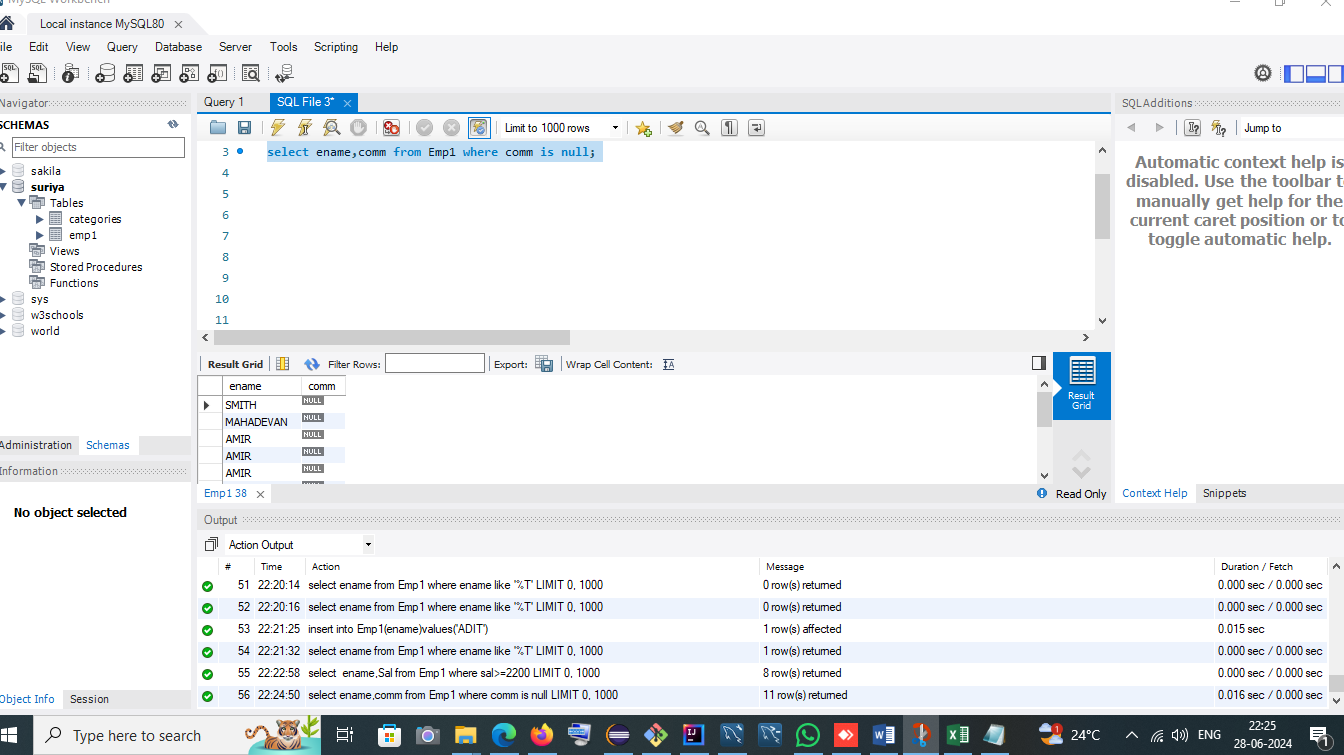 MySQL Workbench
Local instance MySQL80
ile Edit View Query Database Server Tools Scripting Help
Navigator
SCHEMAS
Filter objects
sakila
suriya
Tables
categories
emp1
Views
Stored Procedures
Functions
sys
w3schools
world
Administration Schemas
Information
No object selected
Object Info Session
Query 1 SQL File 3*
Limit to 1000 rows
3 select ename,comm from Emp1 where comm is null;
4
5
6
7
8
9
10
11
Result Grid Filter Rows: Export: Wrap Cell Content:
ename comm
SMITH NULL
MAHADEVAN NULL
AMIR NULL
AMIR NULL
AMIR NULL
Result
Grid
Emp1 38 Read Only
SQLAdditions
Jump to
Automatic context help is
disabled. Use the toolbar t
manually get help for the
current caret position or to
toggle automatic help.
Context Help Snippets
Output
Action Output
# Time Action Message Duration / Fetch
51 22:20:14 select ename from Emp1 where ename like '%T' LIMIT 0, 1000 0 row(s) returned 0.000 sec / 0.000 sec
52 22:20:16 select ename from Emp1 where ename like '%T' LIMIT 0, 1000 0 row(s) returned 0.000 sec / 0.000 sec
53 22:21:25 insert into Emp1(ename)values('ADIT') 1 row(s) affected 0.015 sec
54 22:21:32 select ename from Emp1 where ename like '%T' LIMIT 0, 1000 1 row(s) returned 0.000 sec / 0.000 sec
55 22:22:58 select ename,Sal from Emp1 where sal>=2200 LIMIT 0, 1000 8 row(s) returned 0.000 sec / 0.000 sec
56 22:24:50 select ename,comm from Emp1 where comm is null LIMIT 0, 1000 11 row(s) returned 0.016 sec / 0.000 sec
Type here to search
1
24°C
ENG
22:25
28-06-2024
1